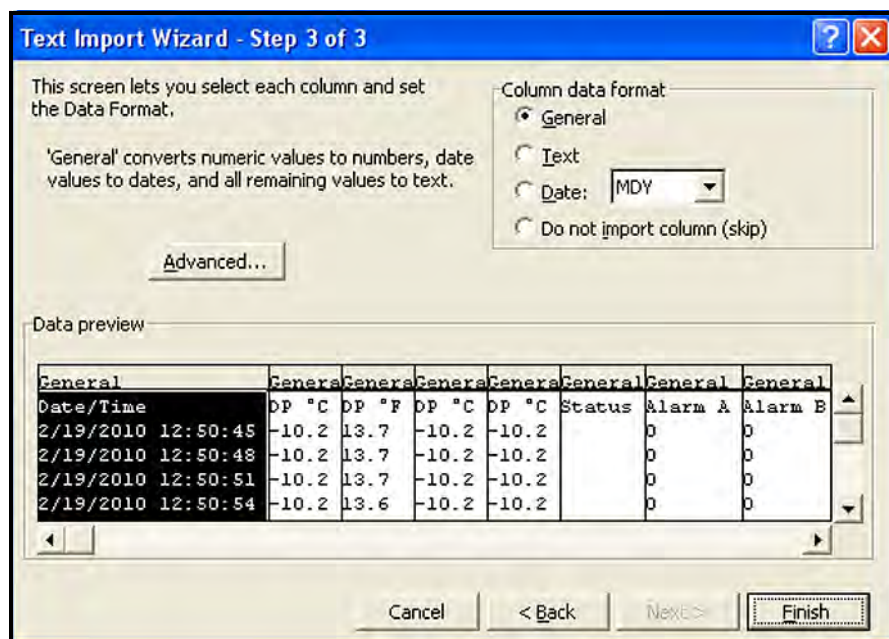 Text Import Wizard - Step 3 of 3
This screen lets you select each column and set
the Data Format.
'General' converts numeric values to numbers, date
values to dates, and all remaining values to text.
Advanced...
Column data format
General
Text
Date: MDY
Do not import column (skip)
Data preview
General Genera Genera Genera Genera General General General
Date/Time DP °C DP °F DP °C DP °C Status Alarm A Alarm B
2/19/2010 12:50:45 -10.2 13.7 -10.2 -10.2 0 0
2/19/2010 12:50:48 -10.2 13.7 -10.2 -10.2 0 0
2/19/2010 12:50:51 -10.2 13.7 -10.2 -10.2 0 0
2/19/2010 12:50:54 -10.2 13.6 -10.2 -10.2 0 0
Cancel < Back Next > Finish